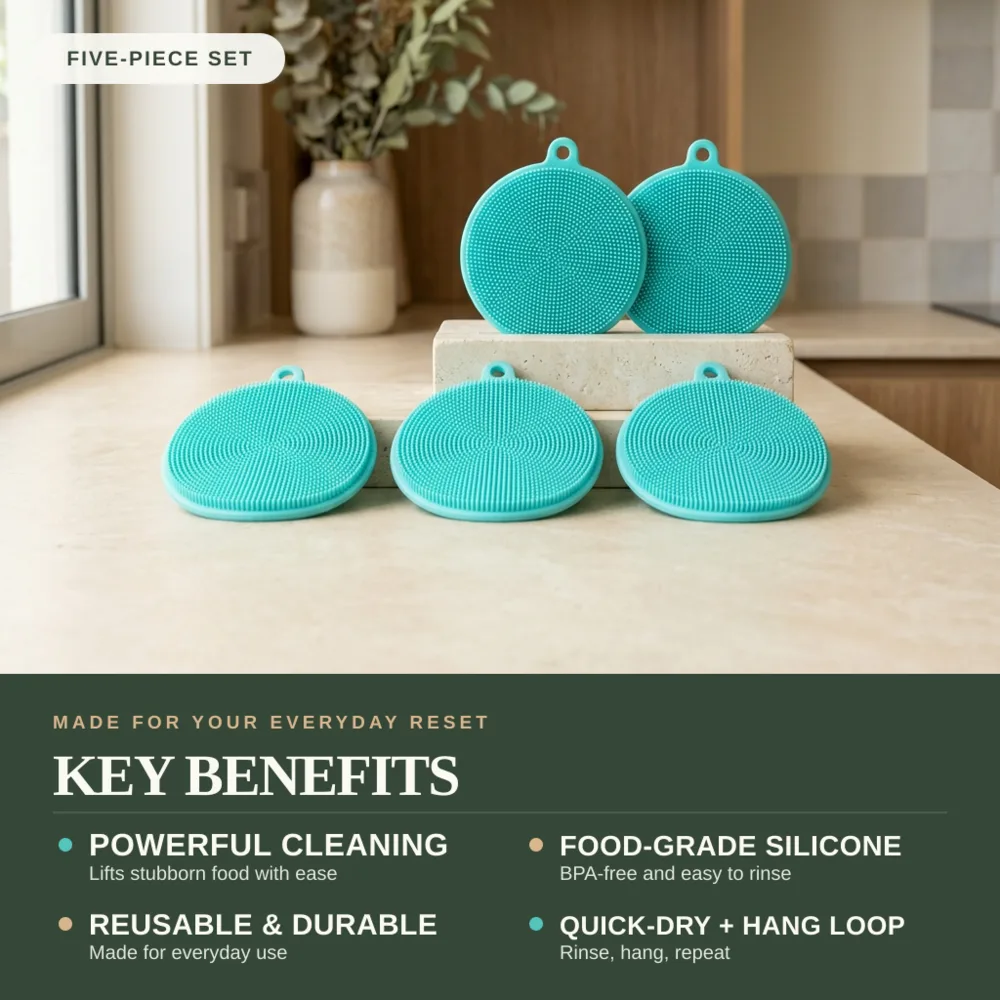 FIVE-PIECE SET
MADE FOR YOUR EVERYDAY RESET
KEY BENEFITS
POWERFUL CLEANING
Lifts stubborn food with ease
FOOD-GRADE SILICONE
BPA-free and easy to rinse
REUSABLE & DURABLE
Made for everyday use
QUICK-DRY + HANG LOOP
Rinse, hang, repeat